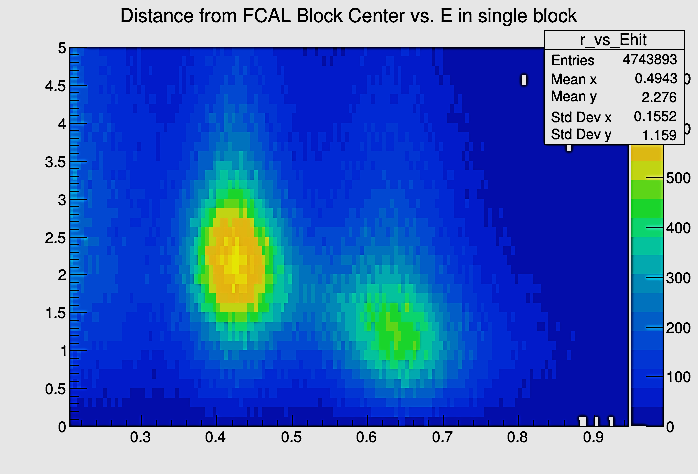 Distance from FCAL Block Center vs. E in single block
r_vs_Ehit
Entries 4743893
Mean x 0.4943
Mean y 2.276
Std Dev x 0.1552
Std Dev y 1.159
5
4.5
4
3.5
3
2.5
2
1.5
1
0.5
0
0.3 0.4 0.5 0.6 0.7 0.8 0.9
500
400
300
200
100
0